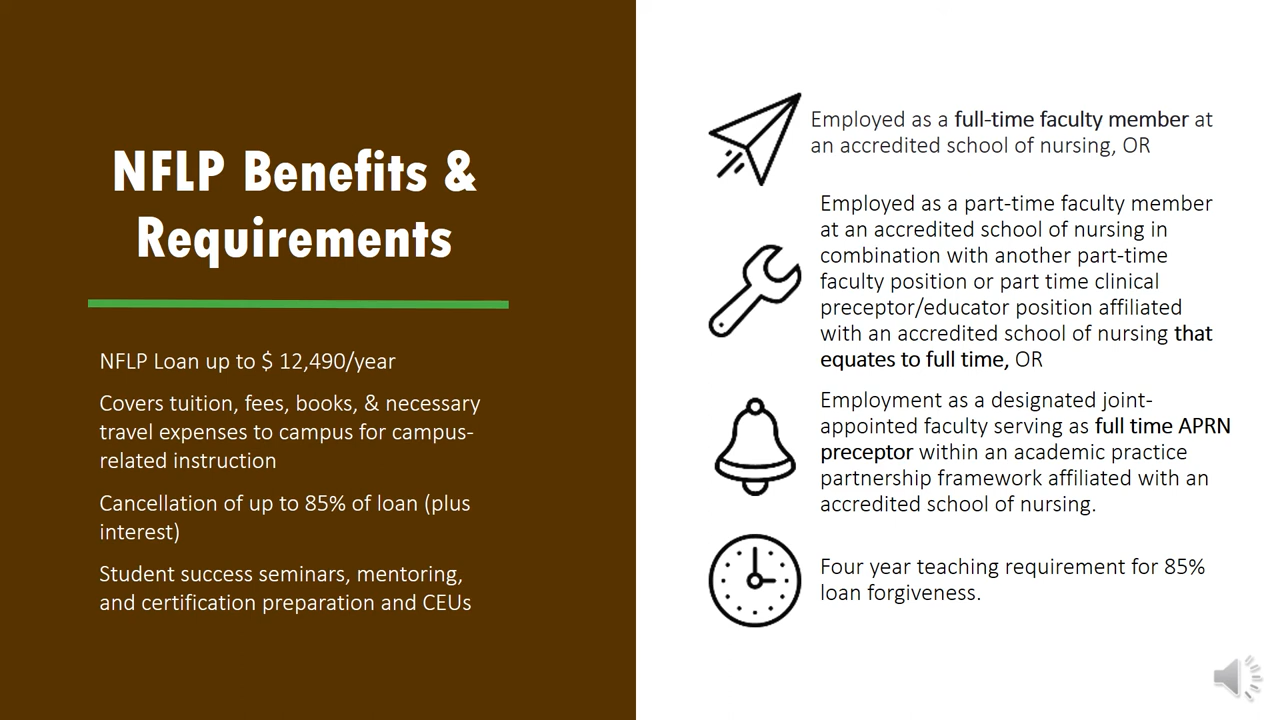 NFLP Benefits &
Requirements
NFLP Loan up to $ 12,490/year
Covers tuition, fees, books, & necessary
travel expenses to campus for campus-
related instruction
Cancellation of up to 85% of loan (plus
interest)
Student success seminars, mentoring,
and certification preparation and CEUs
Employed as a full-time faculty member at
an accredited school of nursing, OR
Employed as a part-time faculty member
at an accredited school of nursing in
combination with another part-time
faculty position or part time clinical
preceptor/educator position affiliated
with an accredited school of nursing that
equates to full time, OR
Employment as a designated joint-
appointed faculty serving as full time APRN
preceptor within an academic practice
partnership framework affiliated with an
accredited school of nursing.
Four year teaching requirement for 85%
loan forgiveness.